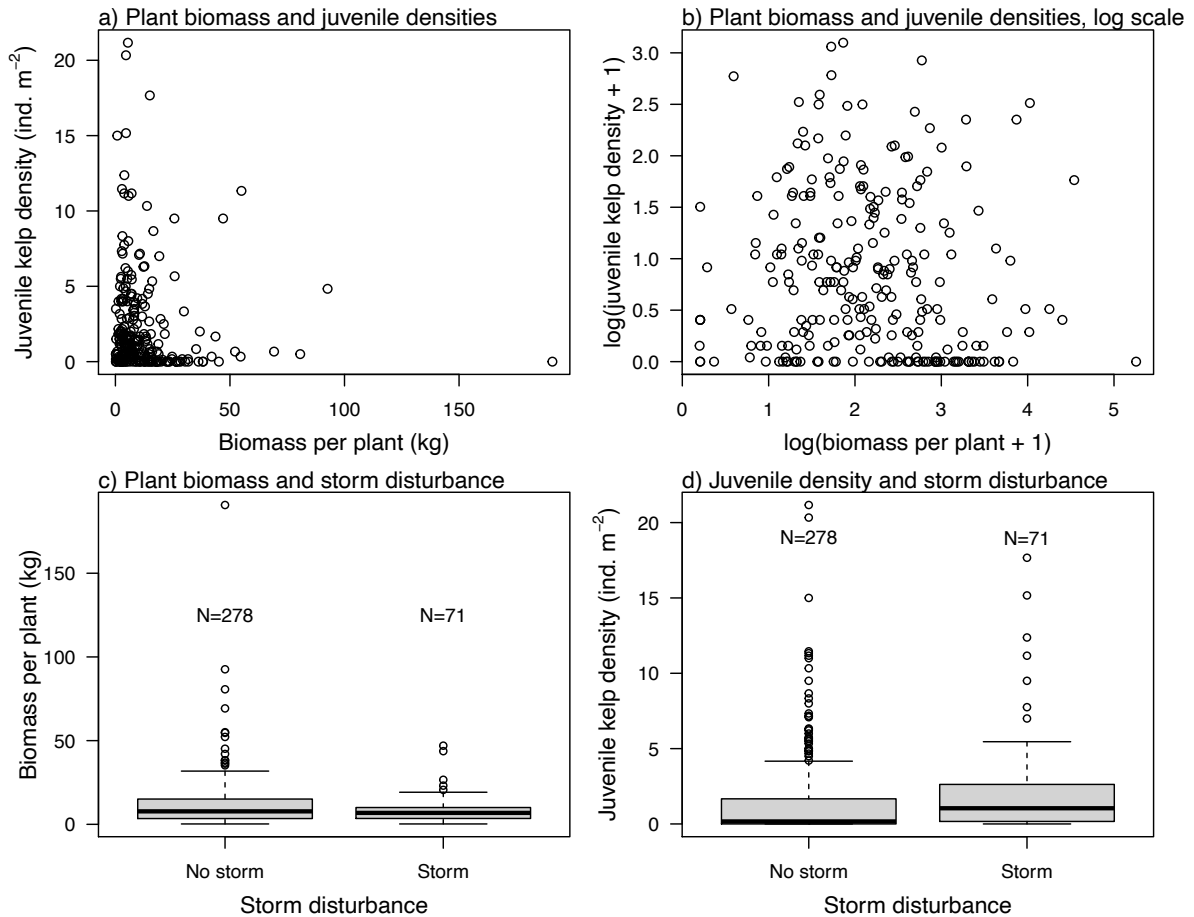 a) Plant biomass and juvenile densities
Juvenile kelp density (ind. m⁻²)
20
15
10
5
0
0 50 100 150
Biomass per plant (kg)
b) Plant biomass and juvenile densities, log scale
log(juvenile kelp density + 1)
3.0
2.5
2.0
1.5
1.0
0.5
0.0
0 1 2 3 4 5
log(biomass per plant + 1)
c) Plant biomass and storm disturbance
Biomass per plant (kg)
150
100
50
0
N=278 N=71
No storm Storm
Storm disturbance
d) Juvenile density and storm disturbance
Juvenile kelp density (ind. m⁻²)
20
15
10
5
0
N=278 N=71
No storm Storm
Storm disturbance